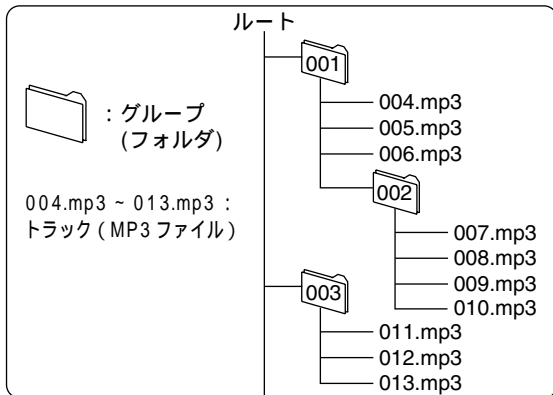 ルート
：グループ
(フォルダ)
004.mp3 ~ 013.mp3 :
トラック ( MP3 ファイル )
001
004.mp3
005.mp3
006.mp3
002
007.mp3
008.mp3
009.mp3
010.mp3
003
011.mp3
012.mp3
013.mp3